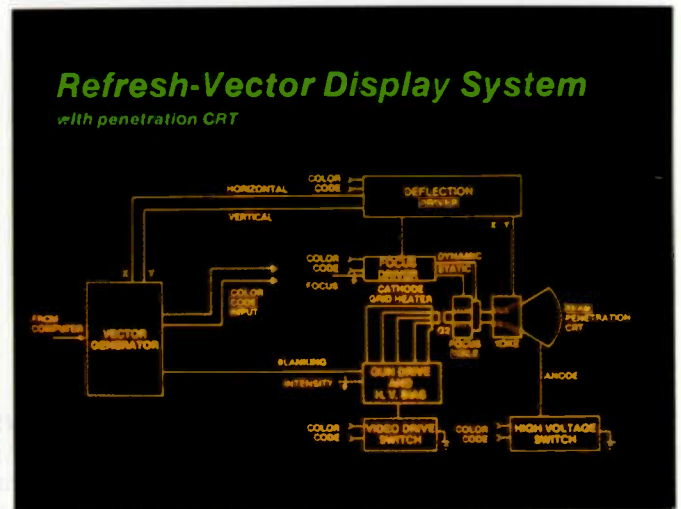 Refresh-Vector Display System
with penetration CRT
COLOR
CODE
HORIZONTAL
VERTICAL
DEFLECTION
DRIVER
X Y
X Y
COLOR
CODE
FOCUS
FOCUS
DRIVER
DYNAMIC
STATIC
CATHODE
GRID HEATER
COLOR
CODE
INPUT
FROM
COMPUTER
VECTOR
GENERATOR
G2
FOCUS
YOKE
BEAM
PENETRATION
CRT
BLANKING
INTENSITY
GUN DRIVE
AND
H. V. BIAS
ANODE
COLOR
CODE
VIDEO DRIVE
SWITCH
COLOR
CODE
HIGH VOLTAGE
SWITCH